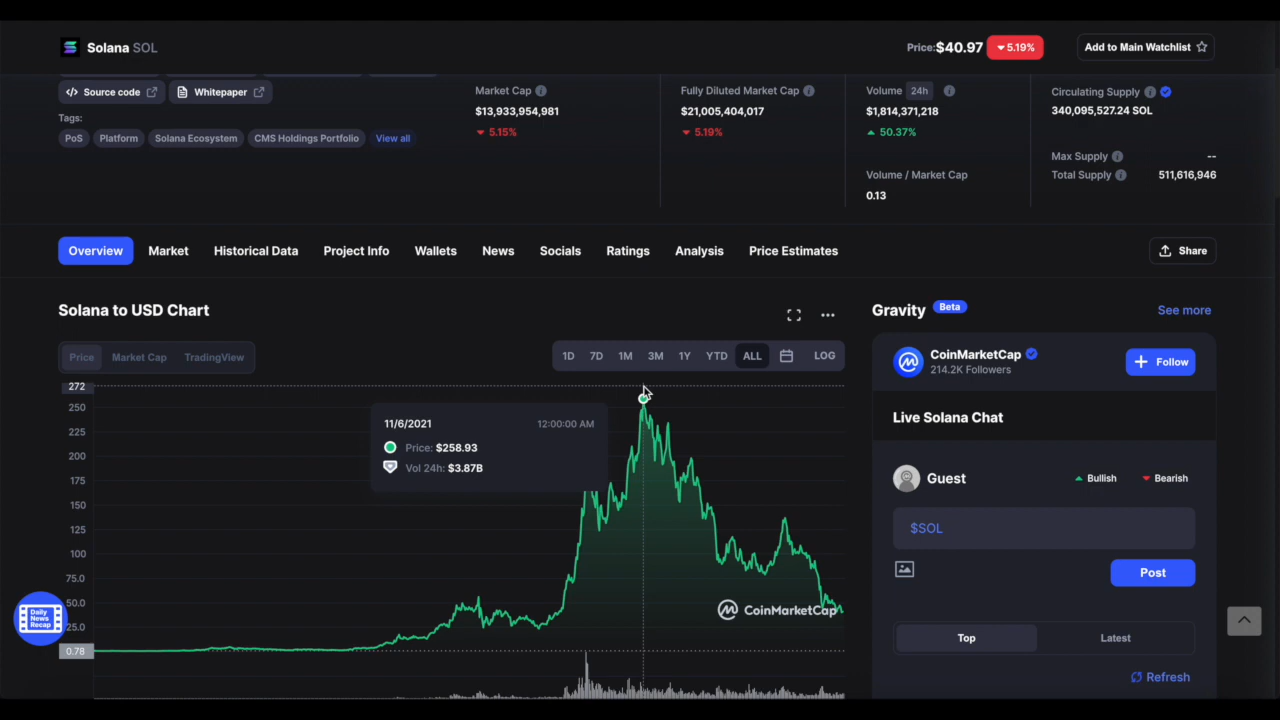 Solana SOL
Price:$40.97 5.19%
Add to Main Watchlist
Source code
Whitepaper
Tags:
PoS
Platform
Solana Ecosystem
CMS Holdings Portfolio
View all
Market Cap
$13,933,954,981
5.15%
Fully Diluted Market Cap
$21,005,404,017
5.19%
Volume 24h
$1,814,371,218
50.37%
Volume / Market Cap
0.13
Circulating Supply
340,095,527.24 SOL
Max Supply --
Total Supply 511,616,946
Overview Market Historical Data Project Info Wallets News Socials Ratings Analysis Price Estimates
Share
Solana to USD Chart
Price Market Cap TradingView
1D 7D 1M 3M 1Y YTD ALL LOG
272
250
225
200
175
150
125
100
75.0
50.0
25.0
0.78
11/6/2021 12:00:00 AM
Price: $258.93
Vol 24h: $3.87B
CoinMarketCap
Daily
News
Recap
Gravity Beta
See more
CoinMarketCap
214.2K Followers
+ Follow
Live Solana Chat
Guest
Bullish
Bearish
$SOL
Post
Top
Latest
Refresh